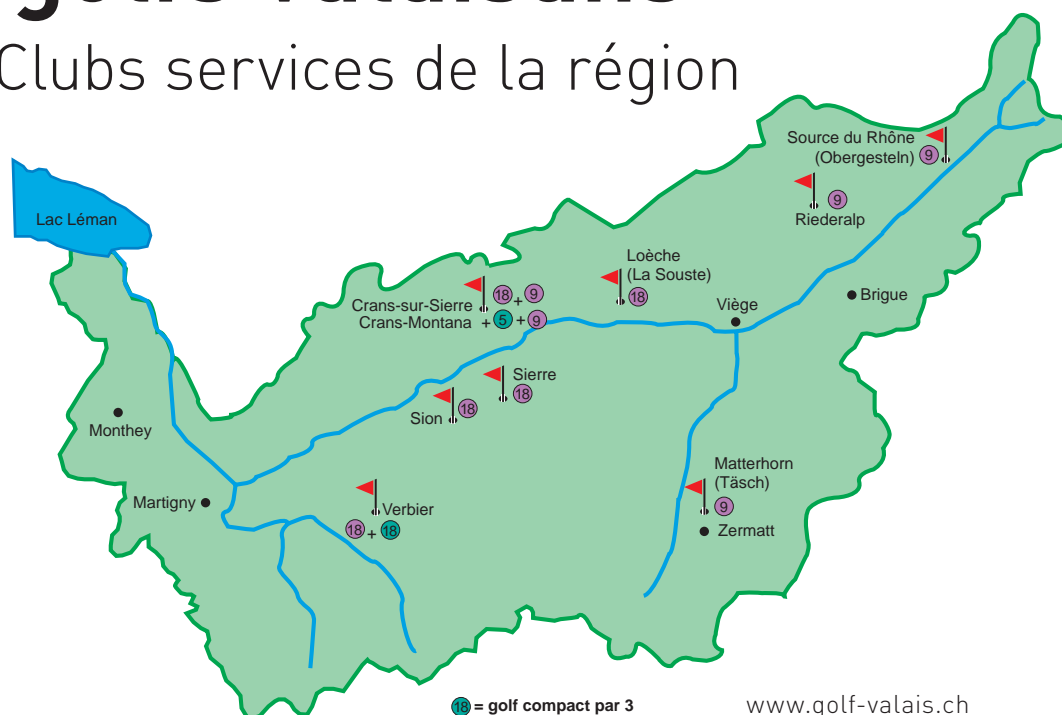 golfs valaisans
Clubs services de la région
Source du Rhône
(Obergesteln) 9
9
Riederalp
Lac Léman
Loèche
(La Souste)
18
Crans-sur-Sierre 18 + 9
Crans-Montana + 5 + 9
Viège
Brigue
Sierre
18
Sion 18
Monthey
Matterhorn
(Täsch)
9
Martigny
Verbier
18 + 18
Zermatt
18 = golf compact par 3
www.golf-valais.ch